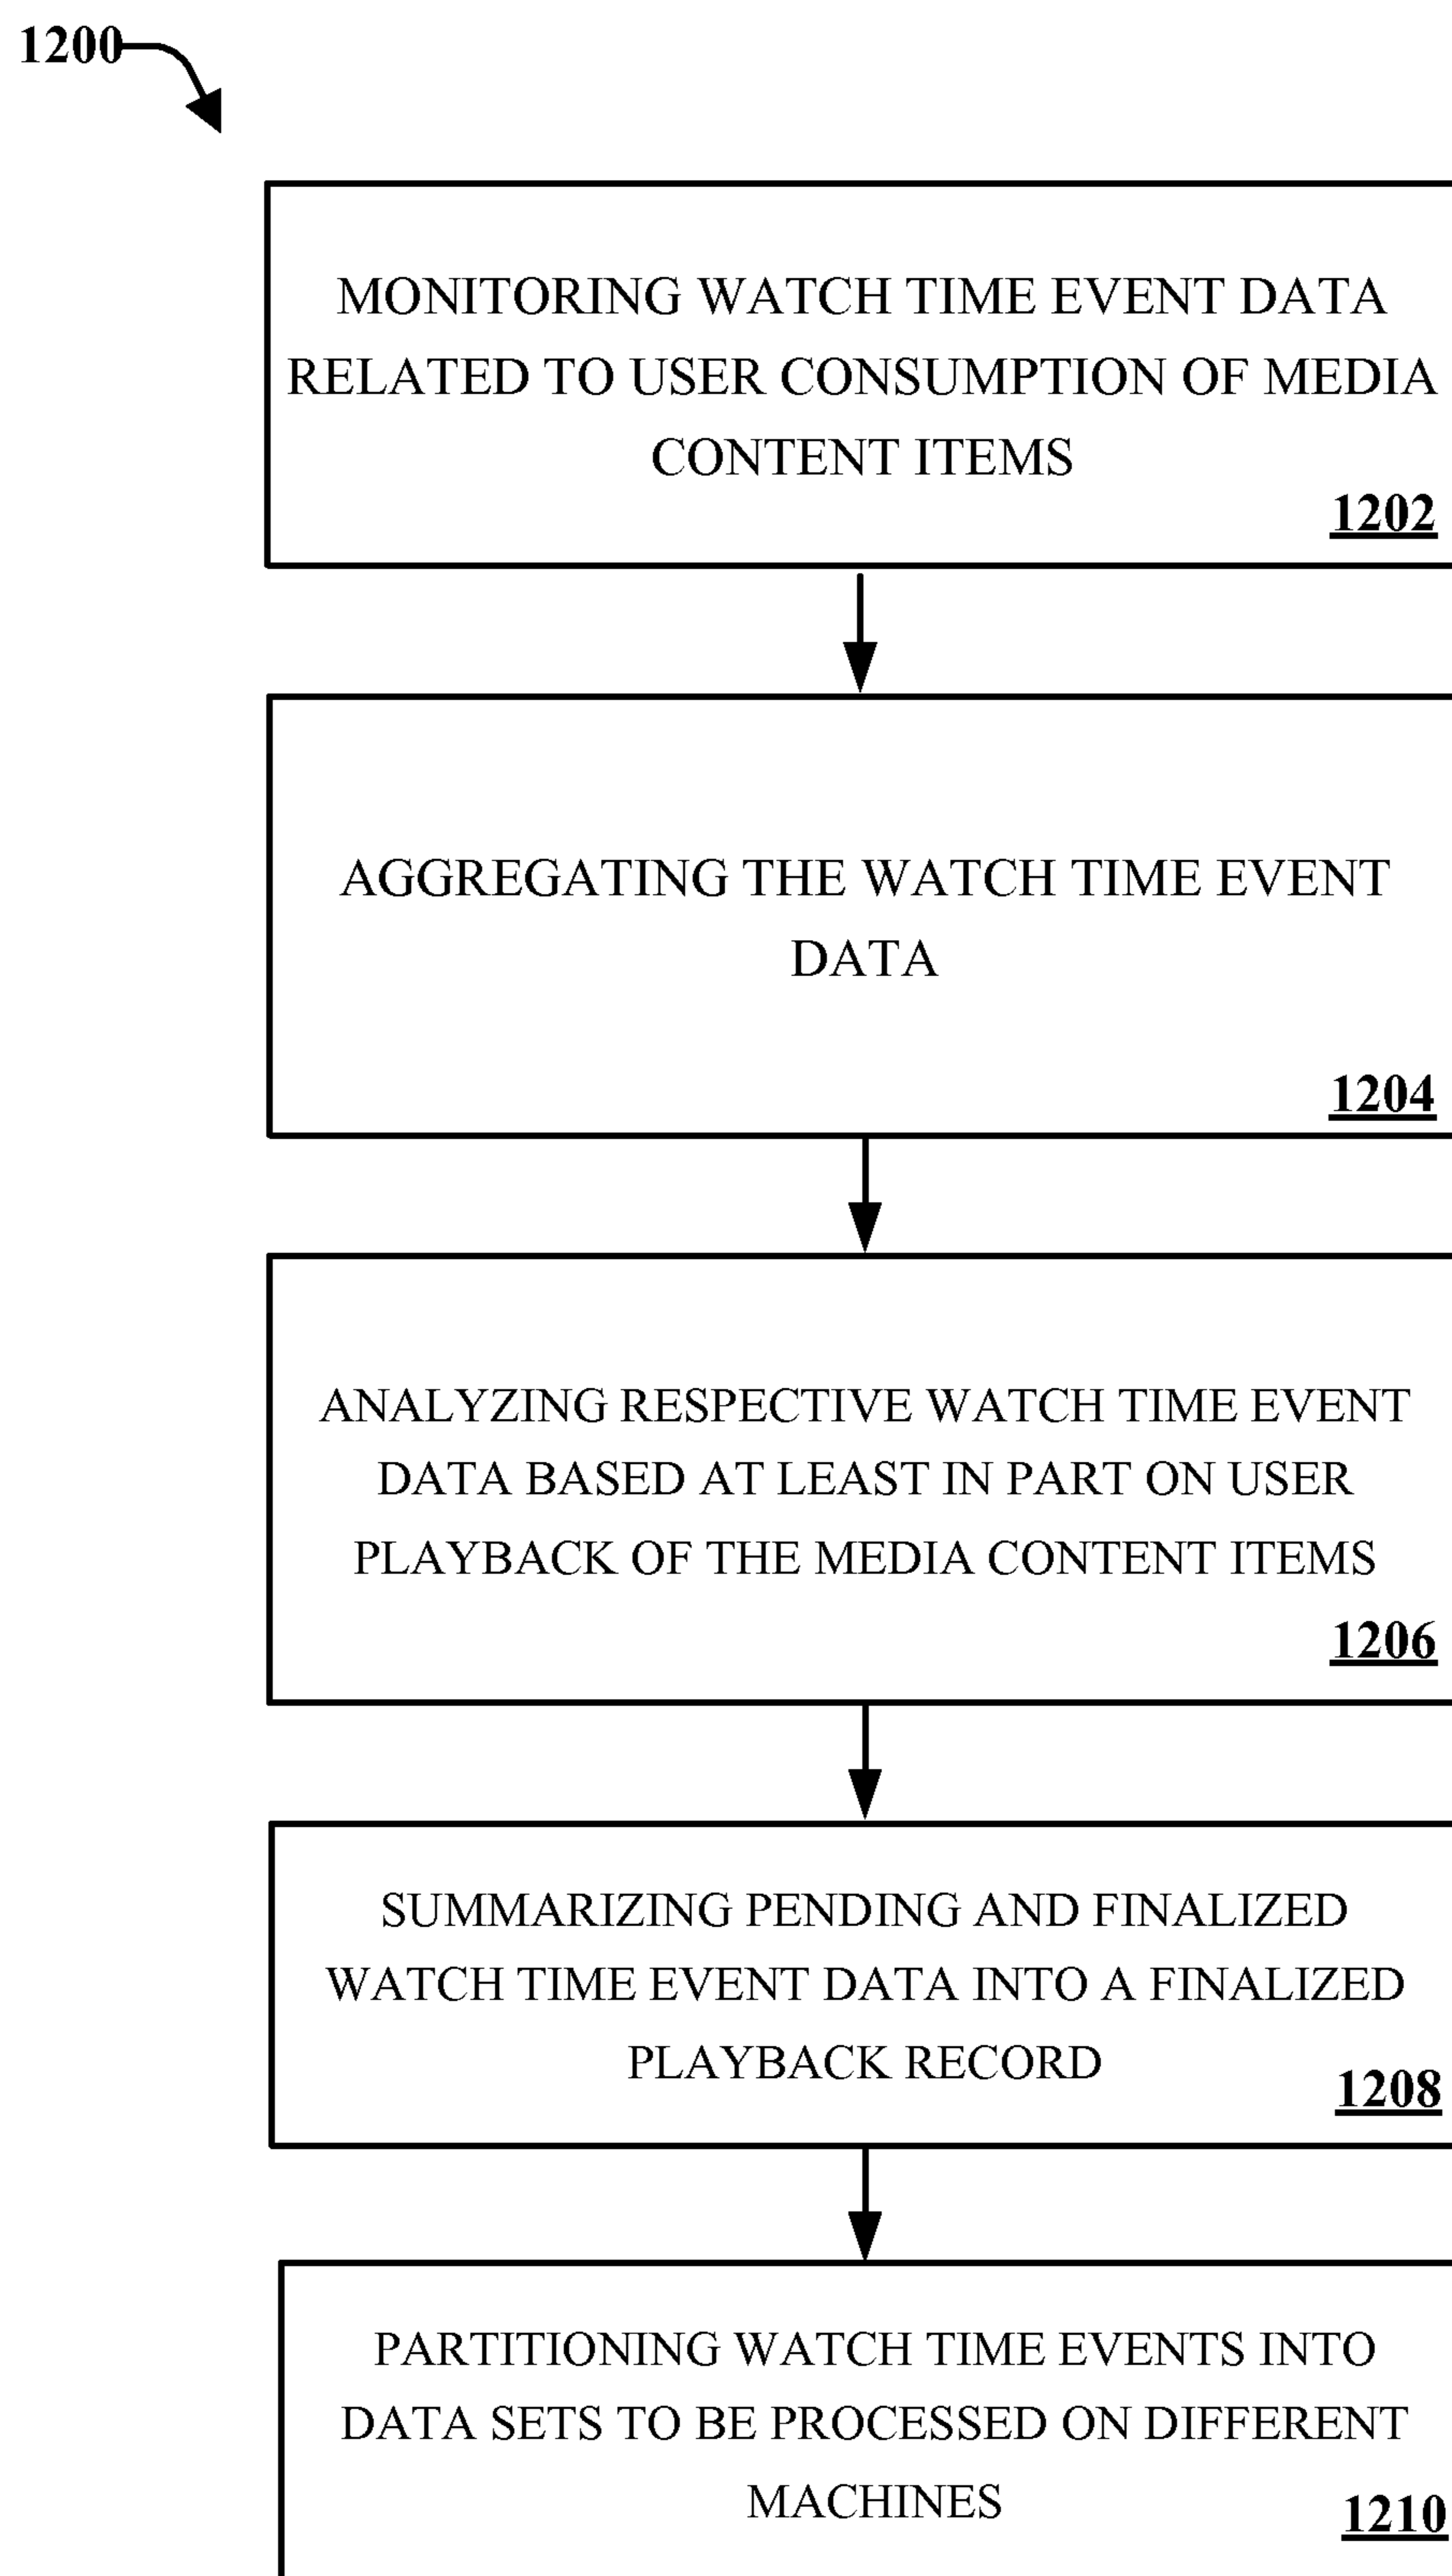 1200
MONITORING WATCH TIME EVENT DATA
RELATED TO USER CONSUMPTION OF MEDIA
CONTENT ITEMS
1202
AGGREGATING THE WATCH TIME EVENT
DATA
1204
ANALYZING RESPECTIVE WATCH TIME EVENT
DATA BASED AT LEAST IN PART ON USER
PLAYBACK OF THE MEDIA CONTENT ITEMS
1206
SUMMARIZING PENDING AND FINALIZED
WATCH TIME EVENT DATA INTO A FINALIZED
PLAYBACK RECORD
1208
PARTITIONING WATCH TIME EVENTS INTO
DATA SETS TO BE PROCESSED ON DIFFERENT
MACHINES
1210